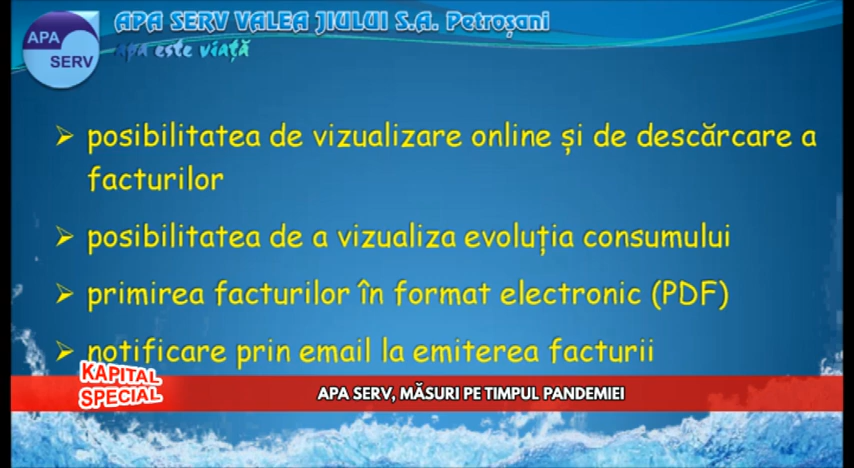 APA
SERV
APA SERV VALEA JIULUI S.A. Petroşani
apa este viaţă
➢ posibilitatea de vizualizare online și de descărcare a
facturilor
➢ posibilitatea de a vizualiza evoluția consumului
➢ primirea facturilor în format electronic (PDF)
➢ notificare prin email la emiterea facturii
KAPITAL
SPECIAL
APA SERV, MĂSURI PE TIMPUL PANDEMIEI